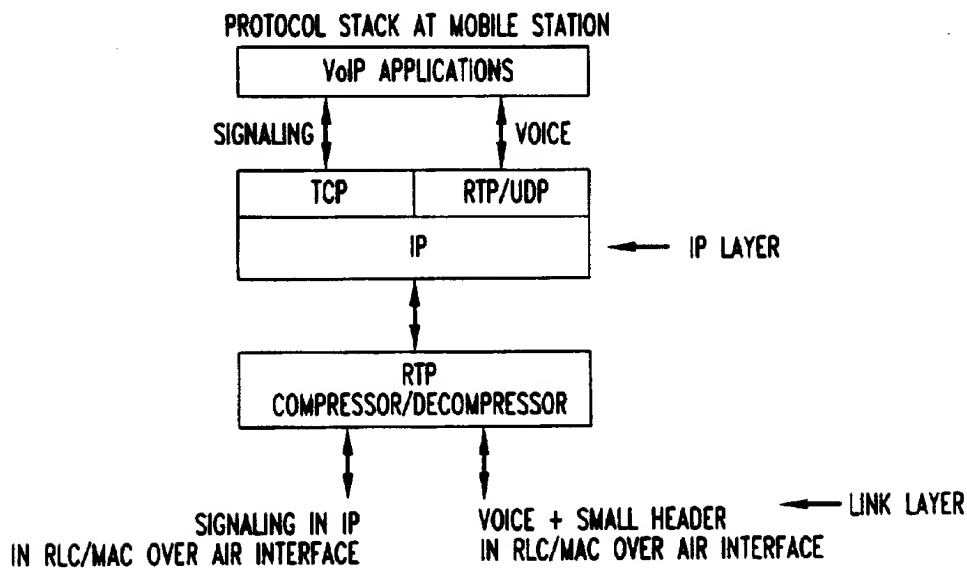 PROTOCOL STACK AT MOBILE STATION
VoIP APPLICATIONS
SIGNALING
VOICE
TCP
RTP/UDP
IP
IP LAYER
RTP
COMPRESSOR/DECOMPRESSOR
SIGNALING IN IP
IN RLC/MAC OVER AIR INTERFACE
VOICE + SMALL HEADER
IN RLC/MAC OVER AIR INTERFACE
LINK LAYER